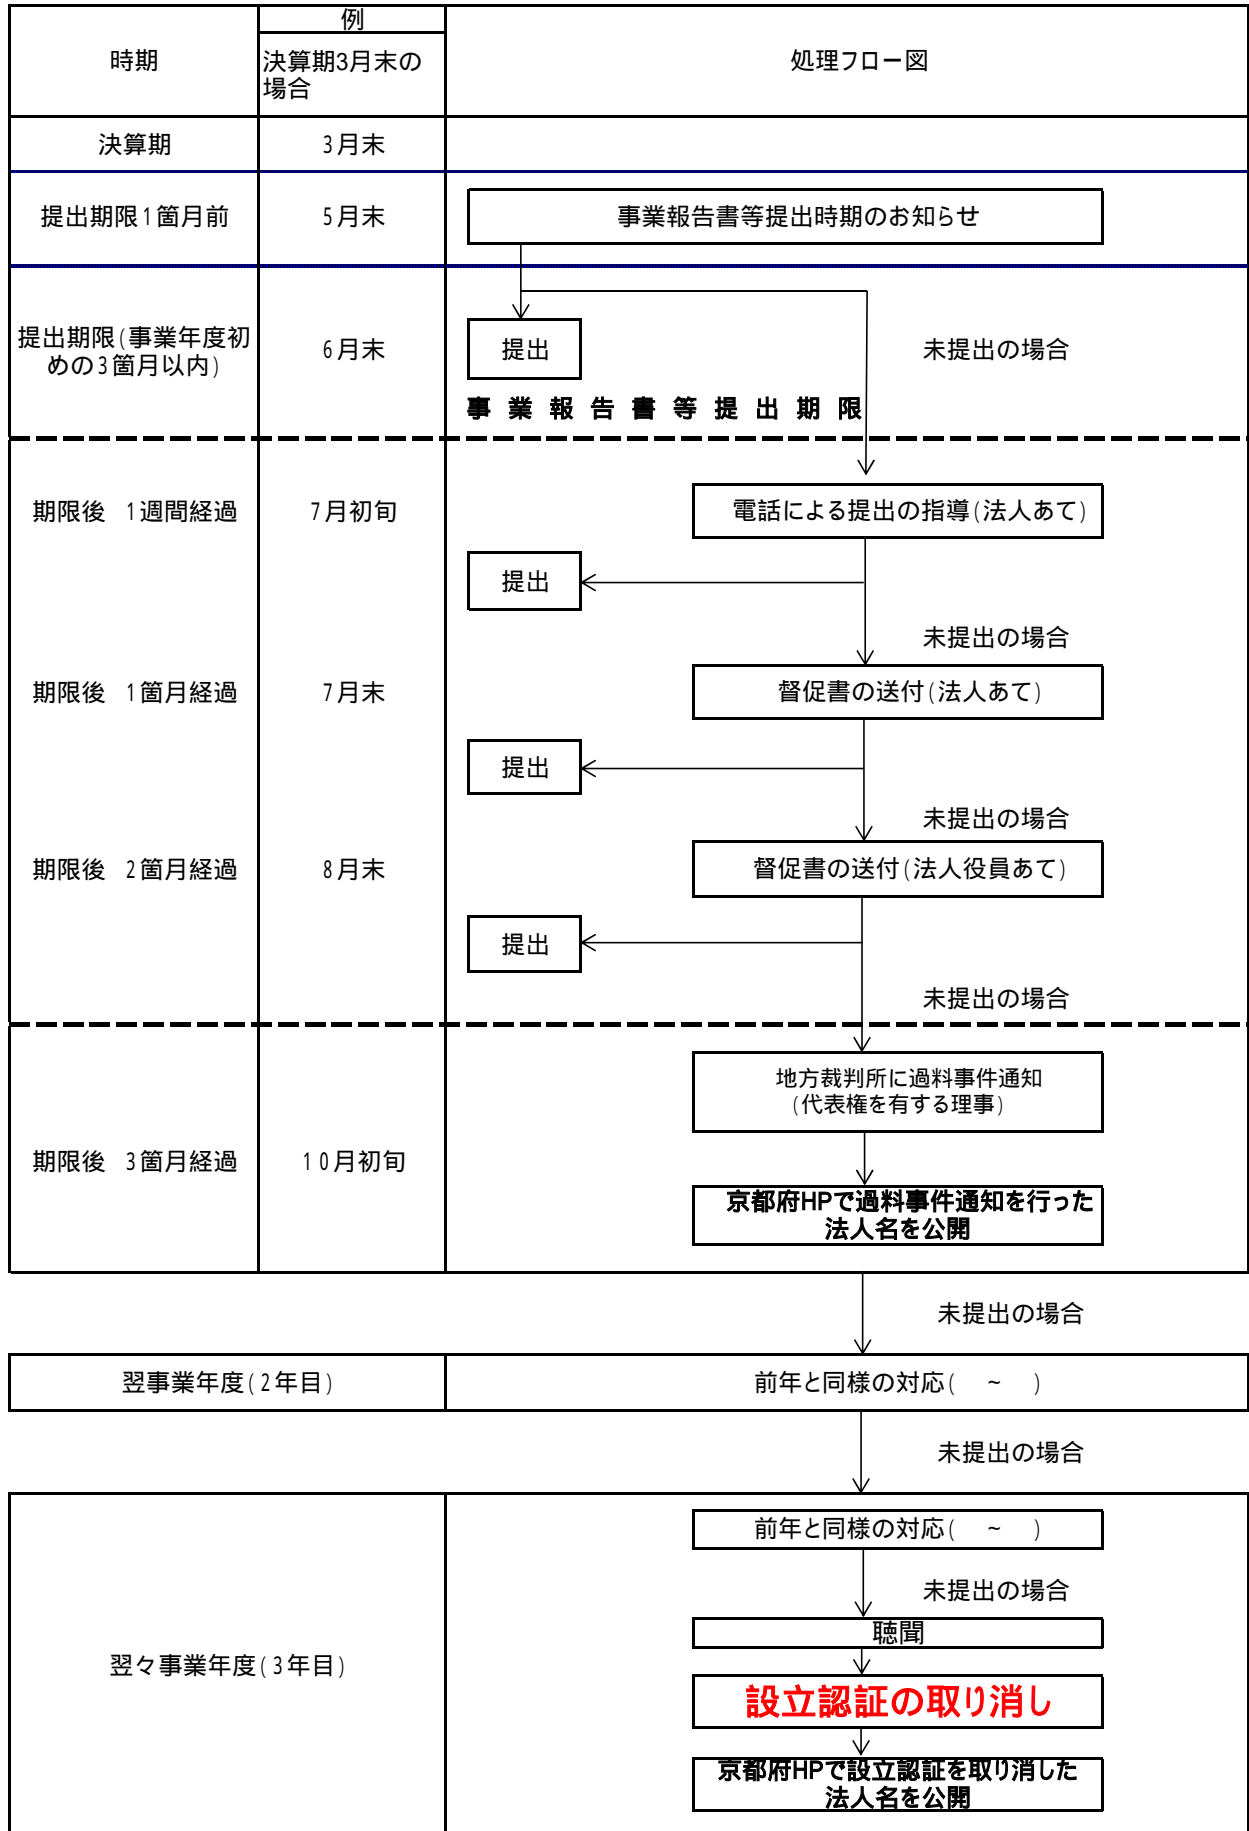 時期
例
決算期3月末の
場合
処理フロー図
決算期
3月末
提出期限1箇月前
5月末
事業報告書等提出時期のお知らせ
提出期限(事業年度初
めの3箇月以内)
6月末
提出
未提出の場合
事業報告書等提出期限
期限後 1週間経過
7月初旬
電話による提出の指導(法人あて)
提出
未提出の場合
期限後 1箇月経過
7月末
督促書の送付(法人あて)
提出
未提出の場合
期限後 2箇月経過
8月末
督促書の送付(法人役員あて)
提出
未提出の場合
期限後 3箇月経過
10月初旬
地方裁判所に過料事件通知
(代表権を有する理事)
京都府HPで過料事件通知を行った
法人名を公開
未提出の場合
翌事業年度(2年目)
前年と同様の対応( ~ )
未提出の場合
翌々事業年度(3年目)
前年と同様の対応( ~ )
未提出の場合
聴聞
設立認証の取り消し
京都府HPで設立認証を取り消した
法人名を公開